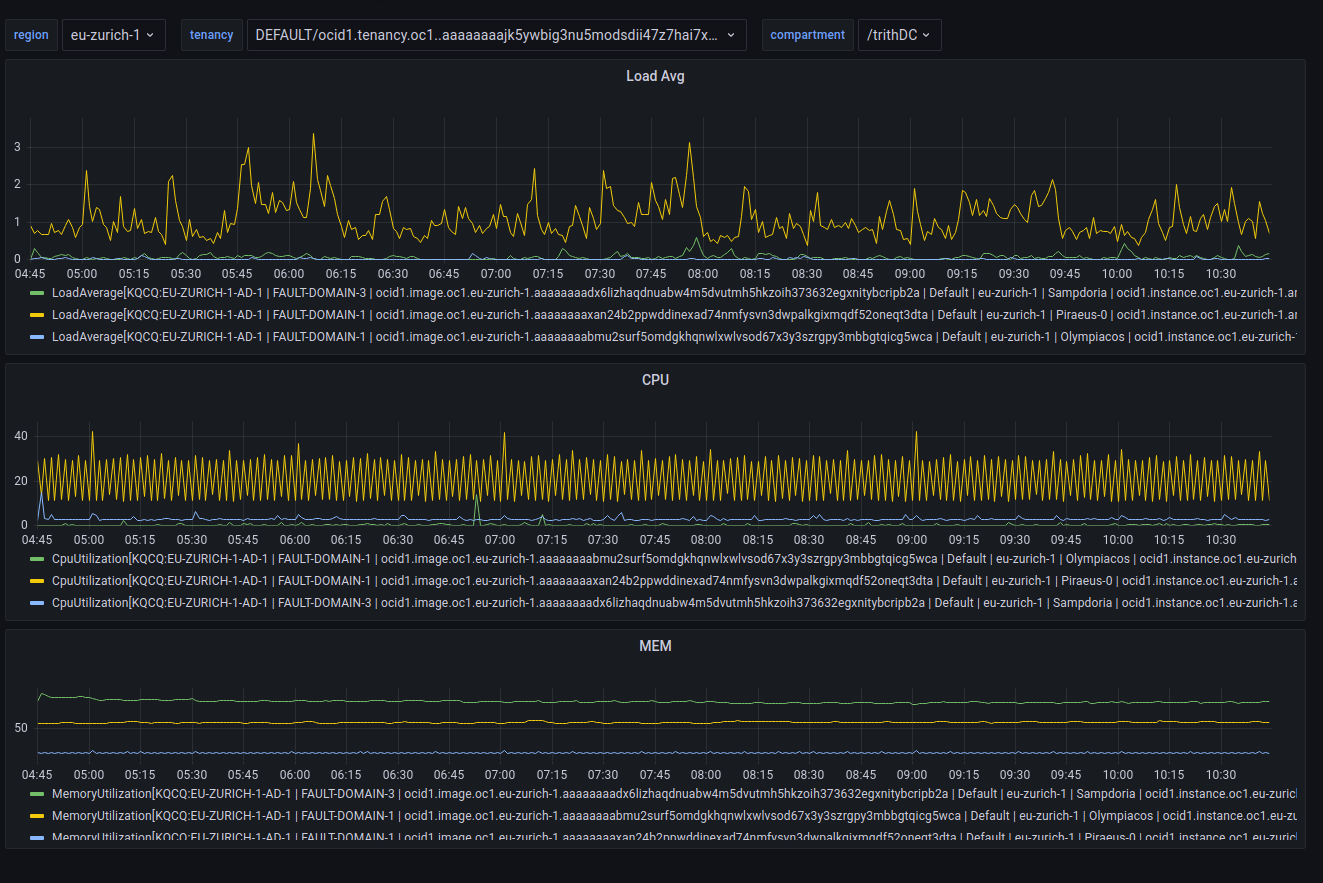 region eu-zurich-1 tenancy DEFAULT/ocid1.tenancy.oc1..aaaaaaaajk5ywbig3nu5modsdii47z7hai7x... compartment /trithDC
Load Avg
3
2
1
0
04:45 05:00 05:15 05:30 05:45 06:00 06:15 06:30 06:45 07:00 07:15 07:30 07:45 08:00 08:15 08:30 08:45 09:00 09:15 09:30 09:45 10:00 10:15 10:30
LoadAverage[KQCQ:EU-ZURICH-1-AD-1 | FAULT-DOMAIN-3 | ocid1.image.oc1.eu-zurich-1.aaaaaaaadx6lizhaqdnuabw4m5dvutmh5hkzoih373632egxnitybcripb2a | Default | eu-zurich-1 | Sampdoria | ocid1.instance.oc1.eu-zurich-1.ar
LoadAverage[KQCQ:EU-ZURICH-1-AD-1 | FAULT-DOMAIN-1 | ocid1.image.oc1.eu-zurich-1.aaaaaaaaxan24b2ppwddinexad74nmfysvn3dwpalkgixmqdf52oneqt3dta | Default | eu-zurich-1 | Piraeus-0 | ocid1.instance.oc1.eu-zurich-1.ar
LoadAverage[KQCQ:EU-ZURICH-1-AD-1 | FAULT-DOMAIN-1 | ocid1.image.oc1.eu-zurich-1.aaaaaaaabmu2surf5omdgkhqnwlxwlvsod67x3y3szrgpy3mbbgtqicg5wca | Default | eu-zurich-1 | Olympiacos | ocid1.instance.oc1.eu-zurich-1
CPU
40
20
0
04:45 05:00 05:15 05:30 05:45 06:00 06:15 06:30 06:45 07:00 07:15 07:30 07:45 08:00 08:15 08:30 08:45 09:00 09:15 09:30 09:45 10:00 10:15 10:30
CpuUtilization[KQCQ:EU-ZURICH-1-AD-1 | FAULT-DOMAIN-1 | ocid1.image.oc1.eu-zurich-1.aaaaaaaabmu2surf5omdgkhqnwlxwlvsod67x3y3szrgpy3mbbgtqicg5wca | Default | eu-zurich-1 | Olympiacos | ocid1.instance.oc1.eu-zurich
CpuUtilization[KQCQ:EU-ZURICH-1-AD-1 | FAULT-DOMAIN-1 | ocid1.image.oc1.eu-zurich-1.aaaaaaaaxan24b2ppwddinexad74nmfysvn3dwpalkgixmqdf52oneqt3dta | Default | eu-zurich-1 | Piraeus-0 | ocid1.instance.oc1.eu-zurich-1.a
CpuUtilization[KQCQ:EU-ZURICH-1-AD-1 | FAULT-DOMAIN-3 | ocid1.image.oc1.eu-zurich-1.aaaaaaaadx6lizhaqdnuabw4m5dvutmh5hkzoih373632egxnitybcripb2a | Default | eu-zurich-1 | Sampdoria | ocid1.instance.oc1.eu-zurich-1.a
MEM
50
04:45 05:00 05:15 05:30 05:45 06:00 06:15 06:30 06:45 07:00 07:15 07:30 07:45 08:00 08:15 08:30 08:45 09:00 09:15 09:30 09:45 10:00 10:15 10:30
MemoryUtilization[KQCQ:EU-ZURICH-1-AD-1 | FAULT-DOMAIN-3 | ocid1.image.oc1.eu-zurich-1.aaaaaaaadx6lizhaqdnuabw4m5dvutmh5hkzoih373632egxnitybcripb2a | Default | eu-zurich-1 | Sampdoria | ocid1.instance.oc1.eu-zuricl
MemoryUtilization[KQCQ:EU-ZURICH-1-AD-1 | FAULT-DOMAIN-1 | ocid1.image.oc1.eu-zurich-1.aaaaaaaabmu2surf5omdgkhqnwlxwlvsod67x3y3szrgpy3mbbgtqicg5wca | Default | eu-zurich-1 | Olympiacos | ocid1.instance.oc1.eu-zu
MemoryUtilization[KQCQ:EU-ZURICH-1-AD-1 | FAULT-DOMAIN-1 | ocid1.image.oc1.eu-zurich-1.aaaaaaaaxan24b2ppwddinexad74nmfysvn3dwpalkgixmqdf52oneqt3dta | Default | eu-zurich-1 | Piraeus-0 | ocid1.instance.oc1.eu-zuricl